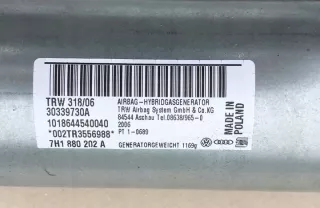 TRW 318/06
30339730A
1018644540040
*002TR3556988*
7H1 880 202 A
AIRBAG-HYBRIDGASGENERATOR
TRW Airbag System GmbH & Co.KG
84544 Aschau Tel.08638/965-0
2006
PT 1-0689
GENERATORGEWICHT 1169g
MADE IN
POLAND